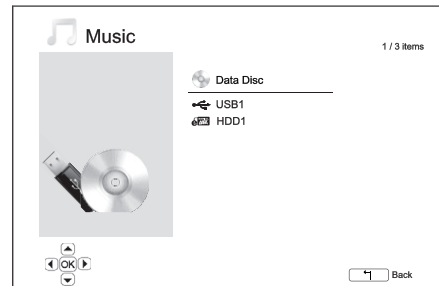 Music
1 / 3 items
Data Disc
USB1
HDD1
OK
Back